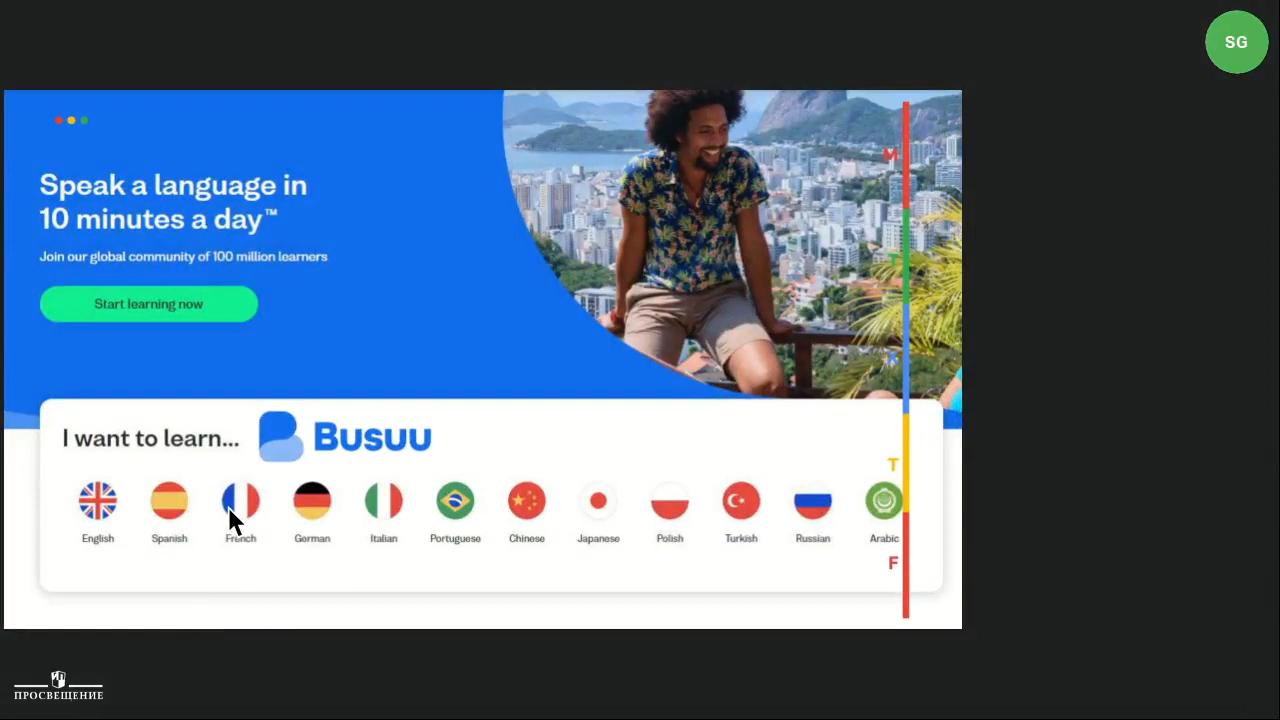 SG
Speak a language in
10 minutes a day™
Join our global community of 100 million learners
Start learning now
I want to learn...
Busuu
English Spanish French German Italian Portuguese Chinese Japanese Polish Turkish Russian Arabic
M
T
T
F
ПРОСВЕЩЕНИЕ